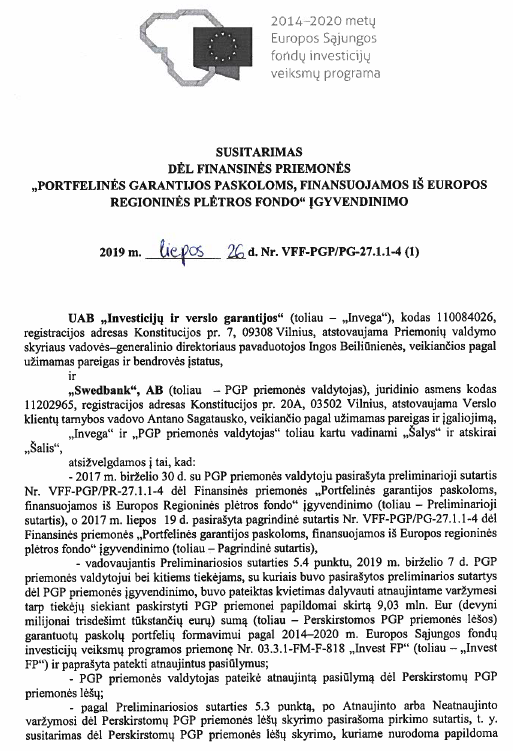 2014–2020 metų
Europos Sąjungos
fondų investicijų
veiksmų programa
SUSITARIMAS
DĖL FINANSINĖS PRIEMONĖS
„PORTFELINĖS GARANTIJOS PASKOLOMS, FINANSUOJAMOS IŠ EUROPOS
REGIONINĖS PLĖTROS FONDO“ ĮGYVENDINIMO
2019 m. liepos 26 d. Nr. VFF-PGP/PG-27.1.1-4 (1)
UAB „Investicijų ir verslo garantijos“ (toliau – „Invega“), kodas 110084026,
registracijos adresas Konstitucijos pr. 7, 09308 Vilnius, atstovaujama Priemonių valdymo
skyriaus vadovės–generalinio direktoriaus pavaduotojos Ingos Beiliūnienės, veikiančios pagal
užimamas pareigas ir bendrovės įstatus,
ir
„Swedbank“, AB (toliau – PGP priemonės valdytojas), juridinio asmens kodas
11202965, registracijos adresas Konstitucijos pr. 20A, 03502 Vilnius, atstovaujama Verslo
klientų tarnybos vadovo Antano Sagatausko, veikiančio pagal užimamas pareigas ir įgaliojimą,
„Invega“ ir „PGP priemonės valdytojas“ toliau kartu vadinami „Šalys“ ir atskirai
„Šalis“,
atsižvelgdamos į tai, kad:
- 2017 m. birželio 30 d. su PGP priemonės valdytoju pasirašyta preliminarioji sutartis
Nr. VFF-PGP/PR-27.1.1-4 dėl Finansinės priemonės „Portfelinės garantijos paskoloms,
finansuojamos iš Europos Regioninės plėtros fondo“ įgyvendinimo (toliau – Preliminarioji
sutartis), o 2017 m. liepos 19 d. pasirašyta pagrindinė sutartis Nr. VFF-PGP/PG-27.1.1-4 dėl
Finansinės priemonės „Portfelinės garantijos paskoloms, finansuojamos iš Europos regioninės
plėtros fondo“ įgyvendinimo (toliau – Pagrindinė sutartis),
- vadovaujantis Preliminariosios sutarties 5.4 punktu, 2019 m. birželio 7 d. PGP
priemonės valdytojui bei kitiems tiekėjams, su kuriais buvo pasirašytos preliminarios sutartys
dėl PGP priemonės įgyvendinimo, buvo pateiktas kvietimas dalyvauti atnaujintame varžymesi
tarp tiekėjų siekiant paskirstyti PGP priemonei papildomai skirtą 9,03 mln. Eur (devyni
milijonai trisdešimt tūkstančių eurų) sumą (toliau – Perskirstomos PGP priemonės lėšos)
garantuotų paskolų portfelių formavimui pagal 2014–2020 m. Europos Sąjungos fondų
investicijų veiksmų programos priemonę Nr. 03.3.1-FM-F-818 „Invest FP“ (toliau – „Invest
FP“) ir paprašyta patekti atnaujintus pasiūlymus;
- PGP priemonės valdytojas pateikė atnaujintą pasiūlymą dėl Perskirstomų PGP
priemonės lėšų;
- pagal Preliminariosios sutarties 5.3 punktą, po Atnaujinto arba Neatnaujinto
varžymosi dėl Perskirstomų PGP priemonės lėšų skyrimo pasirašoma pirkimo sutartis, t. y.
susitarimas dėl Perskirstomų PGP priemonės lėšų skyrimo, kuriame nurodoma papildoma